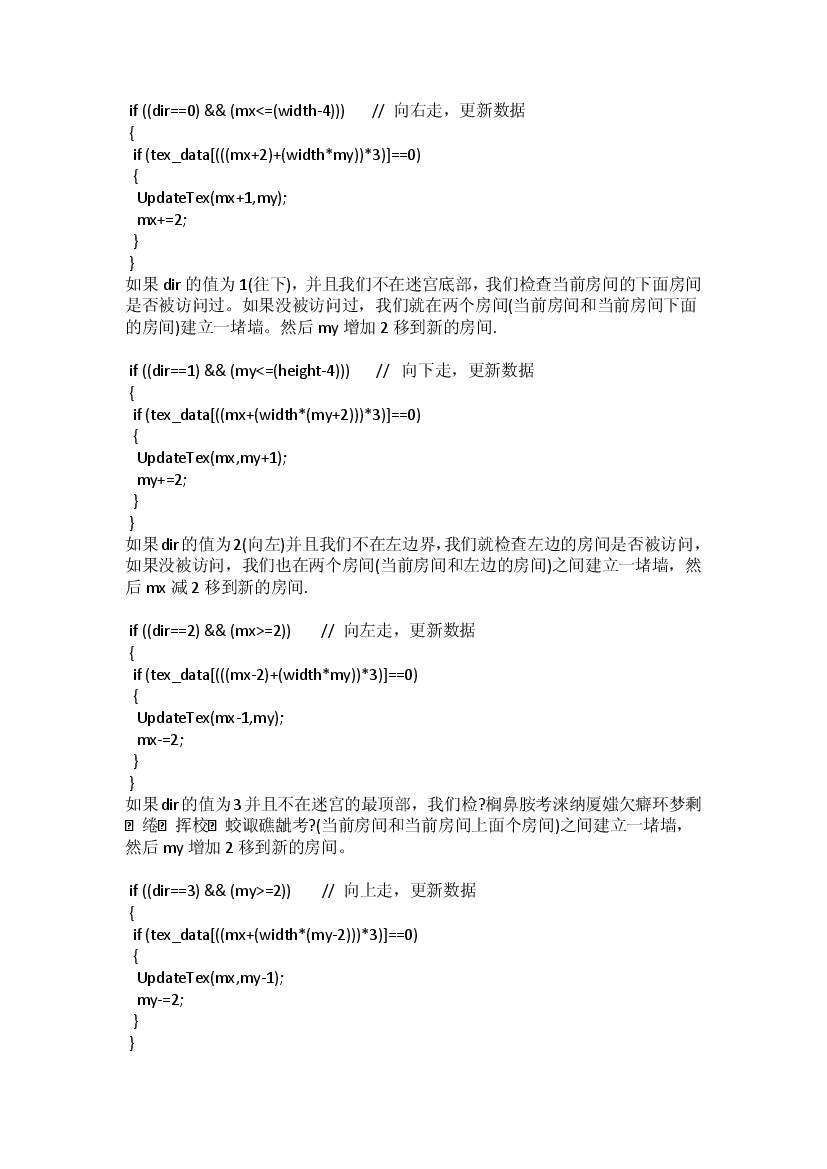 if ((dir==0) && (mx<=(width-4))) // 向右走，更新数据
{
if (tex_data[(((mx+2)+(width*my))*3)]==0)
{
UpdateTex(mx+1,my);
mx+=2;
}
}
如果 dir 的值为 1(往下)，并且我们不在迷宫底部，我们检查当前房间的下面房间
是否被访问过。如果没被访问过，我们就在两个房间(当前房间和当前房间下面
的房间)建立一堵墙。然后 my 增加 2 移到新的房间.
if ((dir==1) && (my<=(height-4))) // 向下走，更新数据
{
if (tex_data[((mx+(width*(my+2)))*3)]==0)
{
UpdateTex(mx,my+1);
my+=2;
}
}
如果 dir 的值为 2(向左)并且我们不在左边界，我们就检查左边的房间是否被访问，
如果没被访问，我们也在两个房间(当前房间和左边的房间)之间建立一堵墙，然
后 mx 减 2 移到新的房间.
if ((dir==2) && (mx>=2)) // 向左走，更新数据
{
if (tex_data[(((mx-2)+(width*my))*3)]==0)
{
UpdateTex(mx-1,my);
mx-=2;
}
}
如果 dir 的值为 3 并且不在迷宫的最顶部，我们检?榈鼻胺考涞纳厦媸欠癖环梦剩
绻 挥校 蛟诹礁龇考?(当前房间和当前房间上面个房间)之间建立一堵墙，
然后 my 增加 2 移到新的房间。
if ((dir==3) && (my>=2)) // 向上走，更新数据
{
if (tex_data[((mx+(width*(my-2)))*3)]==0)
{
UpdateTex(mx,my-1);
my-=2;
}
}